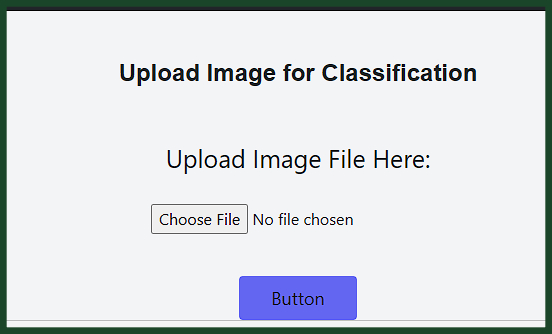 Upload Image for Classification
Upload Image File Here:
Choose File No file chosen
Button